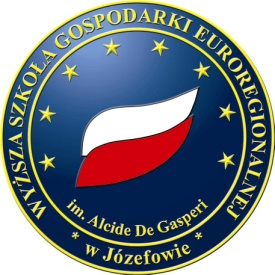 WYŻSZA SZKOŁA GOSPODARKI EUROREGIONALNEJ
im. Alcide De Gasperi
* w Józefowie *